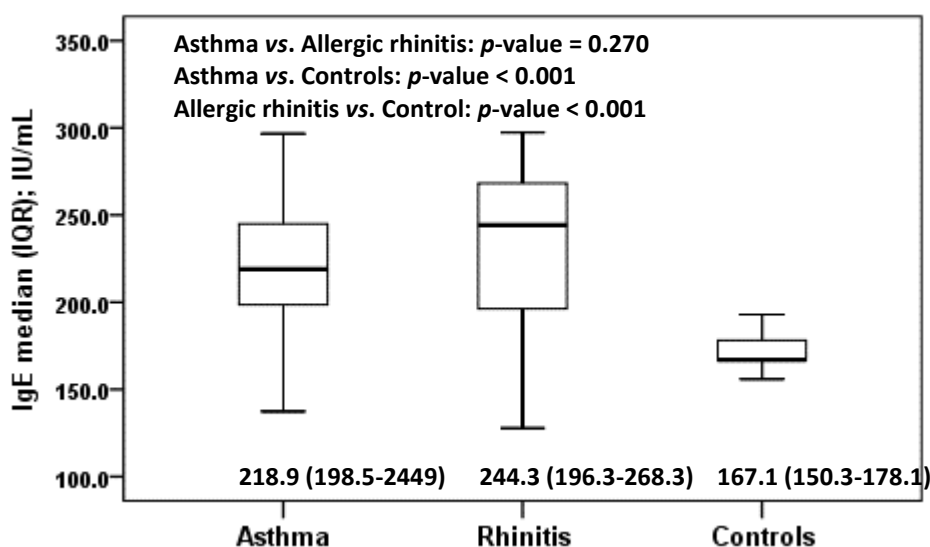 Asthma vs. Allergic rhinitis: p-value = 0.270
Asthma vs. Controls: p-value < 0.001
Allergic rhinitis vs. Control: p-value < 0.001
IgE median (IQR); IU/mL
350.0
300.0
250.0
200.0
150.0
100.0
218.9 (198.5-2449) 244.3 (196.3-268.3) 167.1 (150.3-178.1)
Asthma Rhinitis Controls